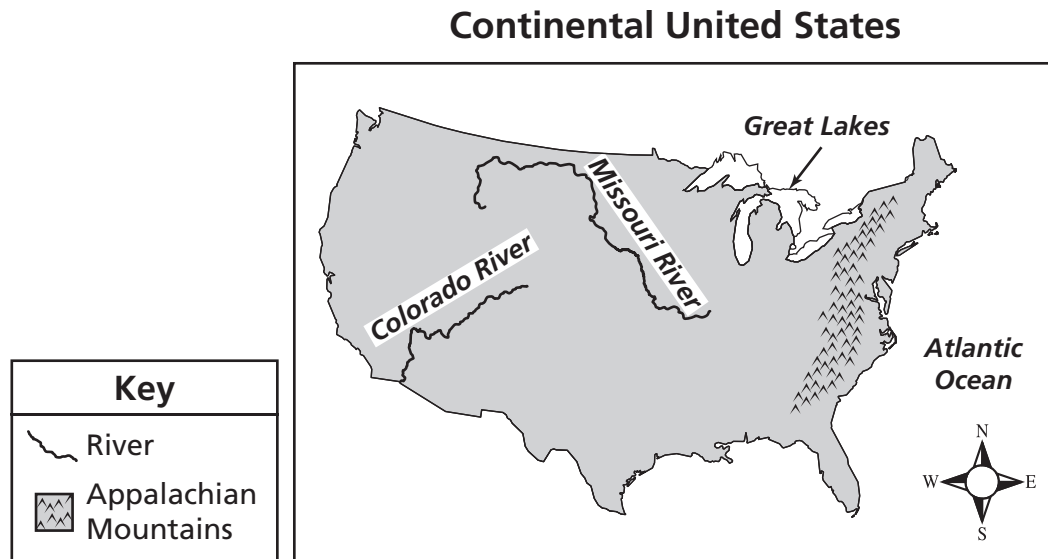 Continental United States
Great Lakes
Missouri River
Colorado River
Atlantic
Ocean
N
W
E
S
Key
River
Appalachian
Mountains